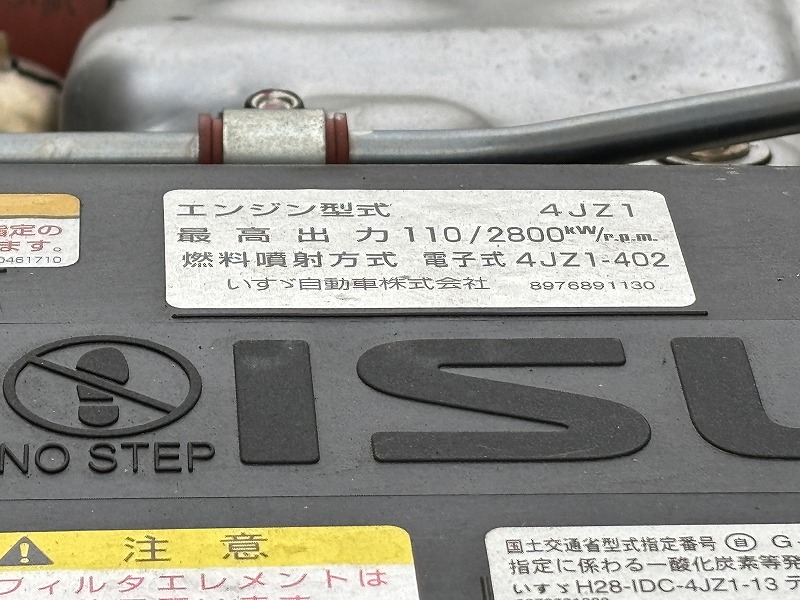 指定の
ます。
0461710
エンジン型式 4JZ1
最高出力 110/2800kW/r.p.m.
燃料噴射方式 電子式 4JZ1-402
いすゞ自動車株式会社 8976891130
NO STEP
ISU
注意
フィルタエレメントは
国土交通省型式指定番号 自 G-
指定に係わる一酸化炭素等発
いすゞH28-IDC-4JZ1-13 デ